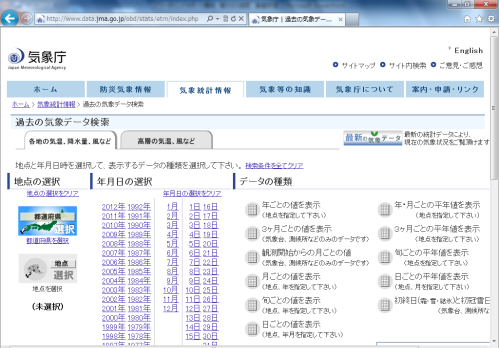 http://www.data.jma.go.jp/obd/stats/etrn/index.php
気象庁 | 過去の気象デー...
English
気象庁
Japan Meteorological Agency
サイトマップ サイト内検索 ご意見・ご感想
ホーム 防災気象情報 気象統計情報 気象等の知識 気象庁について 案内・申請・リンク
ホーム > 気象統計情報 > 過去の気象データ検索
過去の気象データ検索
各地の気温、降水量、風など 高層の気温、風など
最新の気象データ 最新の統計データより、
現在の気象状況をご覧頂けます
地点と年月日時を選択して、表示するデータの種類を選択して下さい。 検索条件を全てクリア
地点の選択 年月日の選択 データの種類
地点の選択をクリア 年月日の選択をクリア
都道府県
選択
都道府県を選択
地点
選択
地点を選択
(未選択)
2012年 1992年 1月 1日 16日
2011年 1991年 2月 2日 17日
2010年 1990年 3月 3日 18日
2009年 1989年 4月 4日 19日
2008年 1988年 5月 5日 20日
2007年 1987年 6月 6日 21日
2006年 1986年 7月 7日 22日
2005年 1985年 8月 8日 23日
2004年 1984年 9月 9日 24日
2003年 1983年 10月 10日 25日
2002年 1982年 11月 11日 26日
2001年 1981年 12月 12日 27日
2000年 1980年 13日 28日
1999年 1979年 14日 29日
1998年 1978年 15日 30日
年ごとの値を表示
(地点を指定して下さい)
3ヶ月ごとの値を表示
(気象台、測候所などのみのデータです)
観測開始からの月ごとの値
(気象台、測候所などのみのデータです)
月ごとの値を表示
(地点、年を指定して下さい)
旬ごとの値を表示
(地点、年を指定して下さい)
日ごとの値を表示
(地点、年月を指定して下さい)
年・月ごとの平年値を表示
(地点を指定して下さい)
3ヶ月ごとの平年値を表示
(地点を指定して下さい)
旬ごとの平年値を表示
(地点を指定して下さい)
日ごとの平年値を表示
(地点、月を指定して下さい)
初終日(霜・雪・結氷)と初冠雪日
(気象台、測